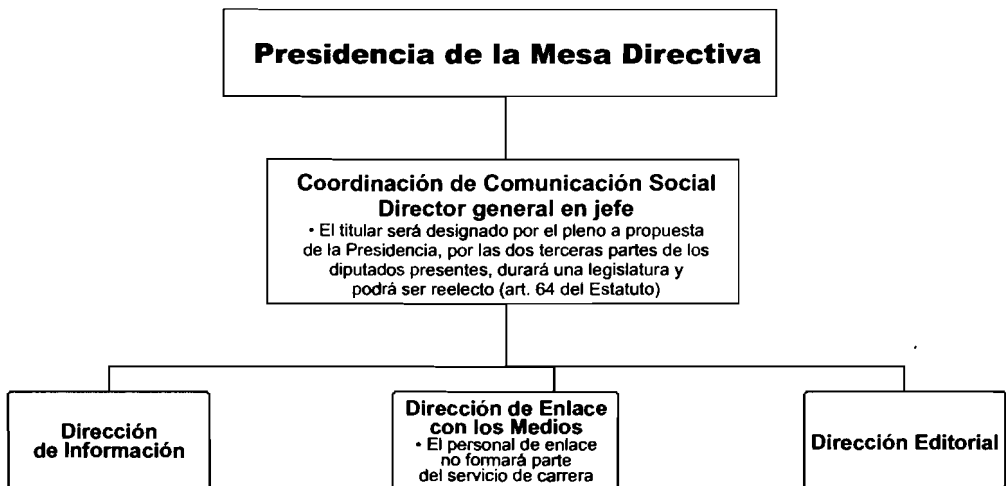 Presidencia de la Mesa Directiva
Coordinación de Comunicación Social
Director general en jefe
• El titular será designado por el pleno a propuesta
de la Presidencia, por las dos terceras partes de los
diputados presentes, durará una legislatura y
podrá ser reelecto (art. 64 del Estatuto)
Dirección
de Información
Dirección de Enlace
con los Medios
• El personal de enlace
no formará parte
del servicio de carrera
Dirección Editorial